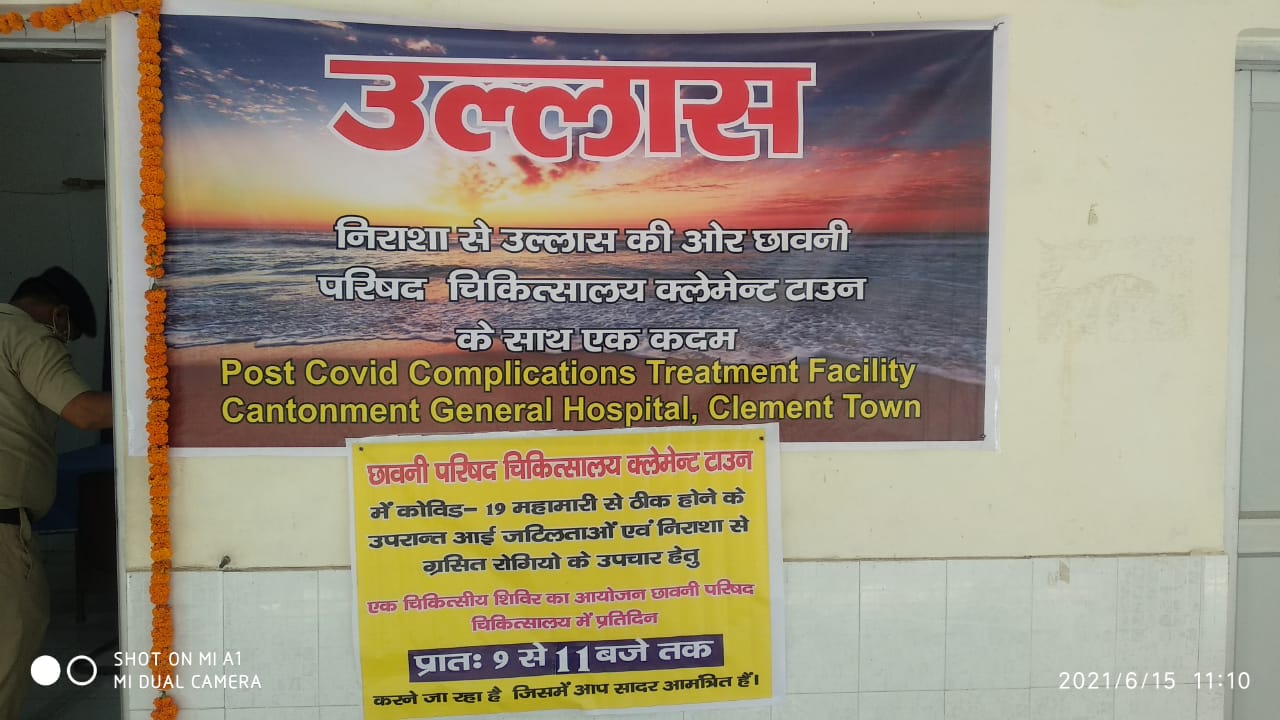 उल्लास
निराशा से उल्लास की ओर छावनी
परिषद चिकित्सालय क्लेमेन्ट टाउन
के साथ एक कदम
Post Covid Complications Treatment Facility
Cantonment General Hospital, Clement Town
छावनी परिषद चिकित्सालय क्लेमेन्ट टाउन
में कोविड- 19 महामारी से ठीक होने के
उपरान्त आई जटिलताओं एवं निराशा से
ग्रसित रोगियो के उपचार हेतु
एक चिकित्सीय शिविर का आयोजन छावनी परिषद
चिकित्सालय में प्रतिदिन
प्रातः 9 से 11 बजे तक
करने जा रहा है जिसमें आप सादर आमंत्रित हैं।
SHOT ON MI A1
MI DUAL CAMERA
2021/6/15 11:10